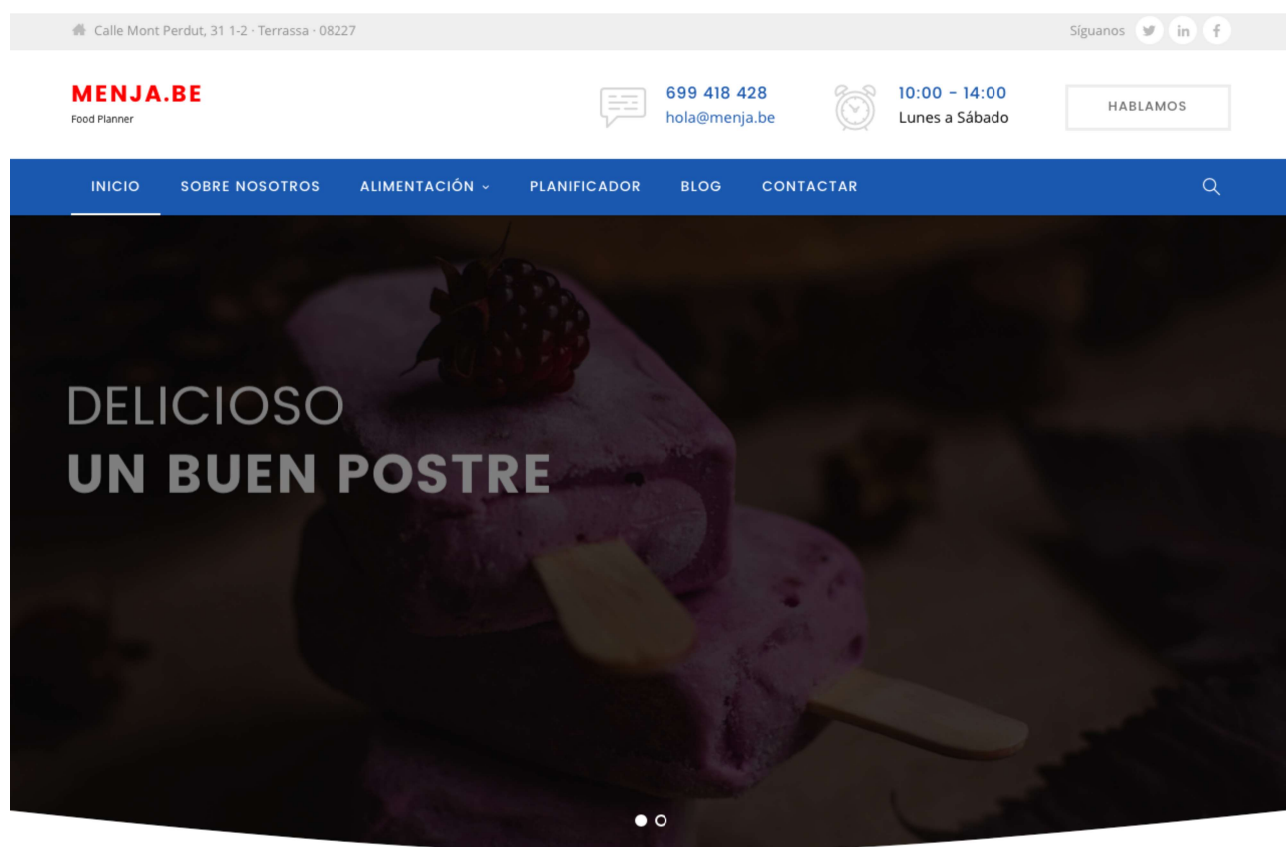 Calle Mont Perdut, 31 1-2 · Terrassa · 08227
Síguanos
MENJA.BE
Food Planner
699 418 428
hola@menja.be
10:00 - 14:00
Lunes a Sábado
HABLAMOS
INICIO SOBRE NOSOTROS ALIMENTACIÓN PLANIFICADOR BLOG CONTACTAR
DELICIOSO
UN BUEN POSTRE